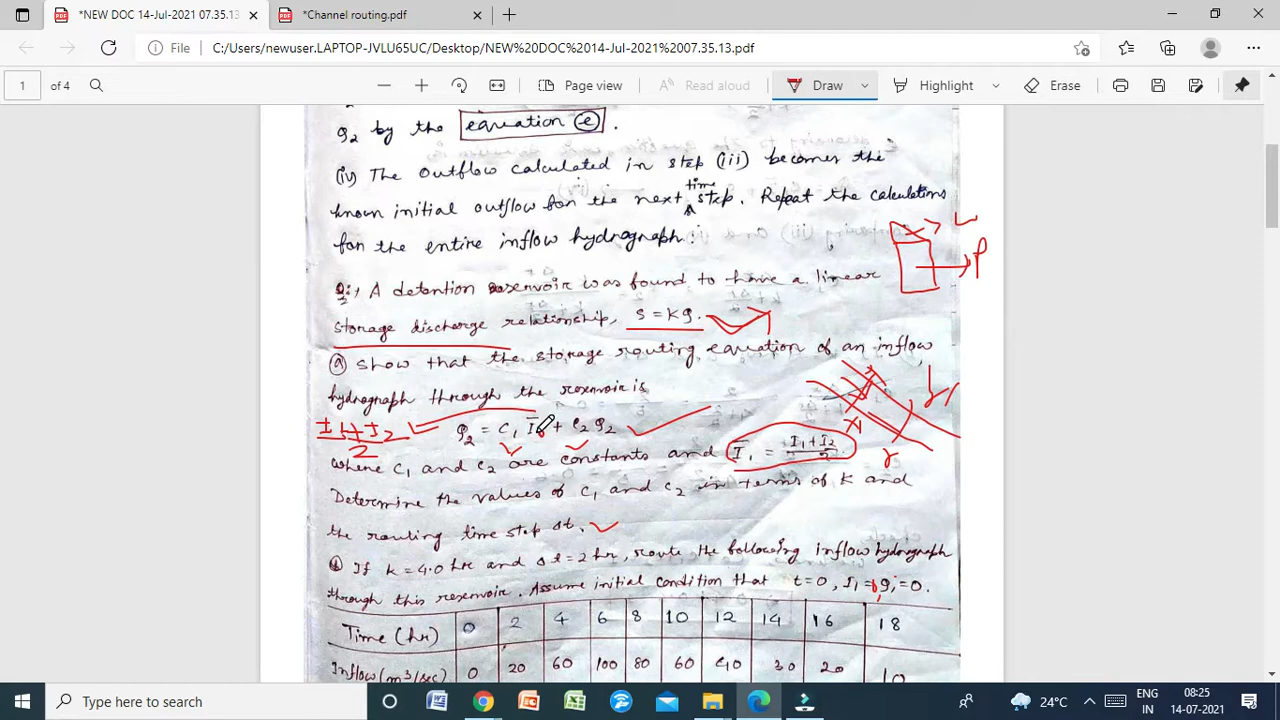 *NEW DOC 14-Jul-2021 07.35.13.
*Channel routing.pdf
File C:/Users/newuser.LAPTOP-JVLU65UC/Desktop/NEW%20DOC%2014-Jul-2021%2007.35.13.pdf
1 of 4 Page view Read aloud Draw Highlight Erase
Q2 by the equation (e).
(iv) The outflow calculated in step (iii) becomes the
time
known initial outflow for the next step. Repeat the calculations
for the entire inflow hydrograph.
A detention reservoir was found to have a linear
storage discharge relationship, S = KQ.
(a) show that the storage routing equation of an inflow
hydrograph through the reservoir is
I1+I2
2
Q2 = C1 I1 + C2 Q2
where C1 and C2 are constants and I1 = I1+I2
2
Determine the values of C1 and C2 in terms of K and
the routing time step Δt.
If K = 4.0 hrc and Δt = 2 hr, route the following inflow hydrograph
through this reservoir. Assume initial condition that t=0, I1 = Q1 = 0.
Time (hr) 0 2 4 6 8 10 12 14 16 18
Inflow (m³/sec) 0 20 60 100 80 60 40 30 20 10
Type here to search
24°C
ENG
IN
08:25
14-07-2021